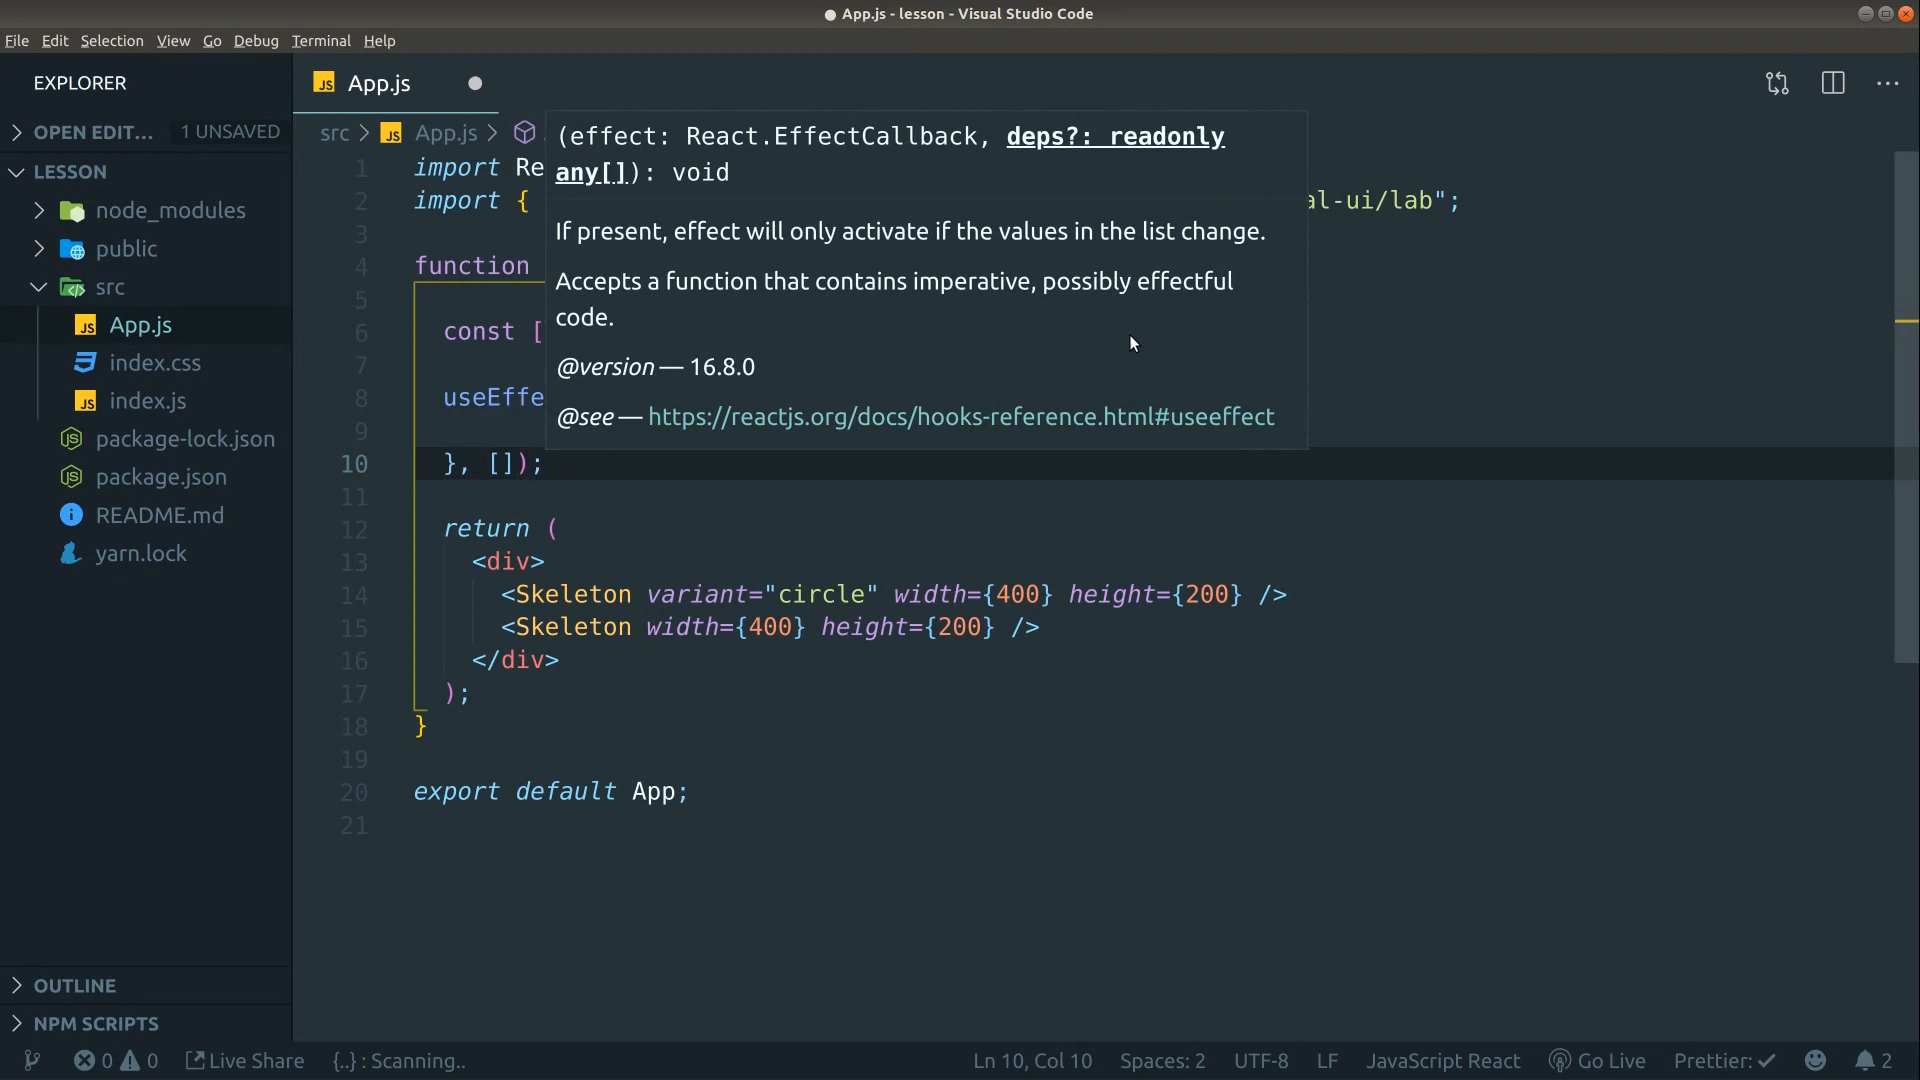 App.js - lesson - Visual Studio Code
File Edit Selection View Go Debug Terminal Help
EXPLORER
OPEN EDIT... 1 UNSAVED
LESSON
node_modules
public
src
JS App.js
index.css
JS index.js
JS package-lock.json
JS package.json
README.md
yarn.lock
OUTLINE
NPM SCRIPTS
JS App.js
src > JS App.js >
(effect: React.EffectCallback, deps?: readonly
any[]): void
If present, effect will only activate if the values in the list change.
Accepts a function that contains imperative, possibly effectful
code.
@version — 16.8.0
@see — https://reactjs.org/docs/hooks-reference.html#useeffect
1 import Re
2 import { al-ui/lab";
3
4 function
5
6 const [
7
8 useEffe
9
10 }, []);
11
12 return (
13 <div>
14 <Skeleton variant="circle" width={400} height={200} />
15 <Skeleton width={400} height={200} />
16 </div>
17 );
18 }
19
20 export default App;
21
0 0 Live Share {..} : Scanning.. Ln 10, Col 10 Spaces: 2 UTF-8 LF JavaScript React Go Live Prettier: ✓ 2